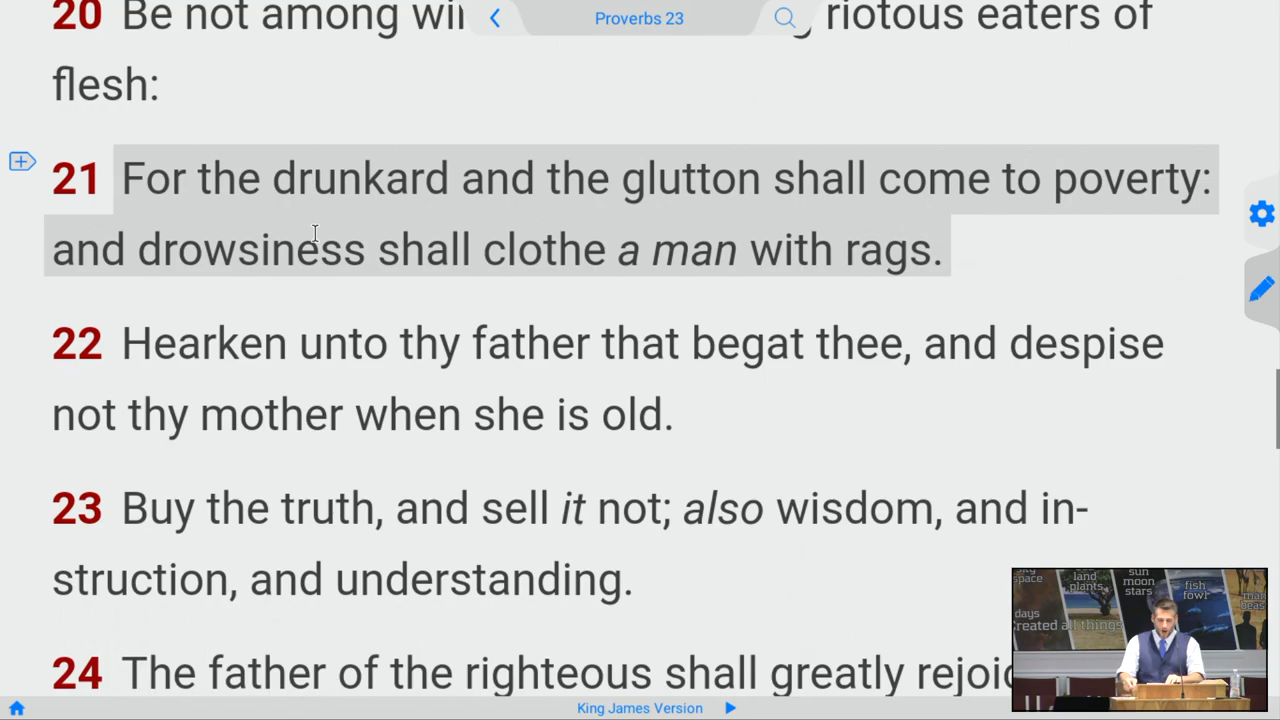 Proverbs 23
20 Be not among riotous eaters of
flesh:
21 For the drunkard and the glutton shall come to poverty:
and drowsiness shall clothe a man with rags.
22 Hearken unto thy father that begat thee, and despise
not thy mother when she is old.
23 Buy the truth, and sell it not; also wisdom, and in-
struction, and understanding.
24 The father of the righteous shall greatly
space
land
plants
sun
moon
stars
fish
fowl
days
created all things
King James Version